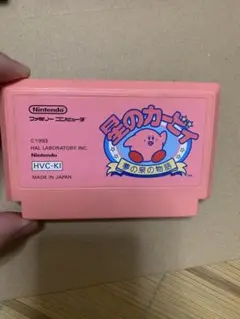 Nintendo
ファミリー コンピュータ
©1993
HAL LABORATORY INC.
Nintendo
HVC-KI
MADE IN JAPAN
星のカービィ
夢の泉の物語